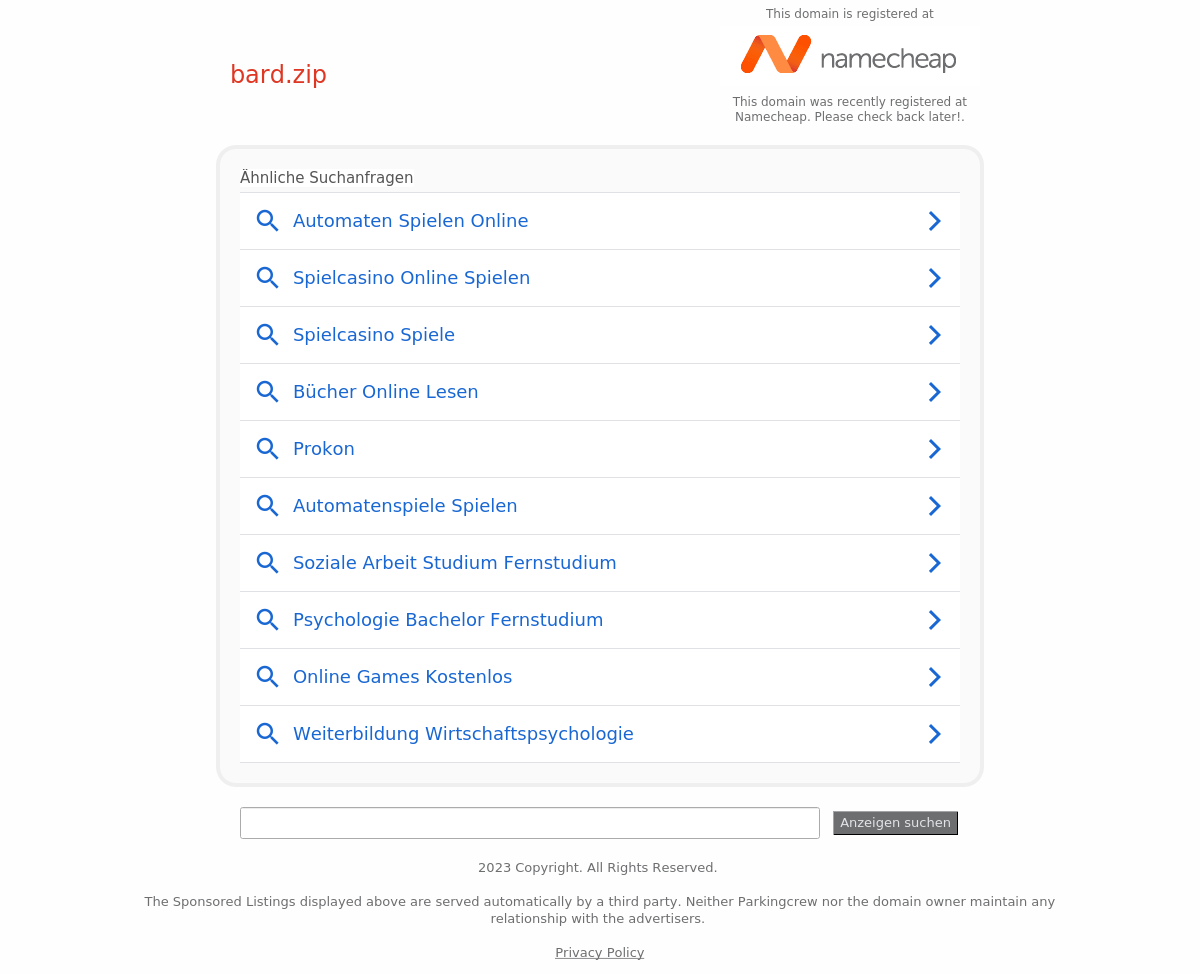 This domain is registered at
namecheap
bard.zip
This domain was recently registered at
Namecheap. Please check back later!.
Ähnliche Suchanfragen
Automaten Spielen Online
Spielcasino Online Spielen
Spielcasino Spiele
Bücher Online Lesen
Prokon
Automatenspiele Spielen
Soziale Arbeit Studium Fernstudium
Psychologie Bachelor Fernstudium
Online Games Kostenlos
Weiterbildung Wirtschaftspsychologie
Anzeigen suchen
2023 Copyright. All Rights Reserved.
The Sponsored Listings displayed above are served automatically by a third party. Neither Parkingcrew nor the domain owner maintain any
relationship with the advertisers.
Privacy Policy